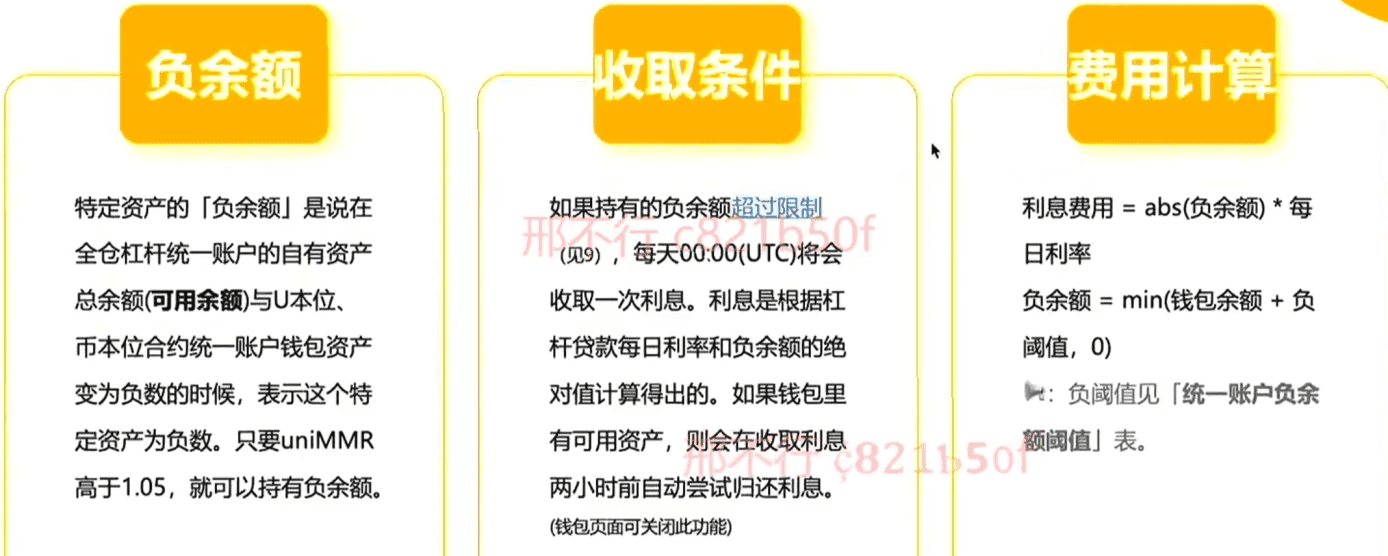 负余额
特定资产的「负余额」是说在
全仓杠杆统一账户的自有资产
总余额(可用余额)与U本位、
币本位合约统一账户钱包资产
变为负数的时候，表示这个特
定资产为负数。只要uniMMR
高于1.05，就可以持有负余额。
收取条件
如果持有的负余额超过限制
（见9），每天00:00(UTC)将会
收取一次利息。利息是根据杠
杆贷款每日利率和负余额的绝
对值计算得出的。如果钱包里
有可用资产，则会在收取利息
两小时前自动尝试归还利息。
(钱包页面可关闭此功能)
费用计算
利息费用 = abs(负余额) * 每
日利率
负余额 = min(钱包余额 + 负
阈值，0)
：负阈值见「统一账户负余
额阈值」表。
邢不行 c821b50f
邢不行 c821b50f